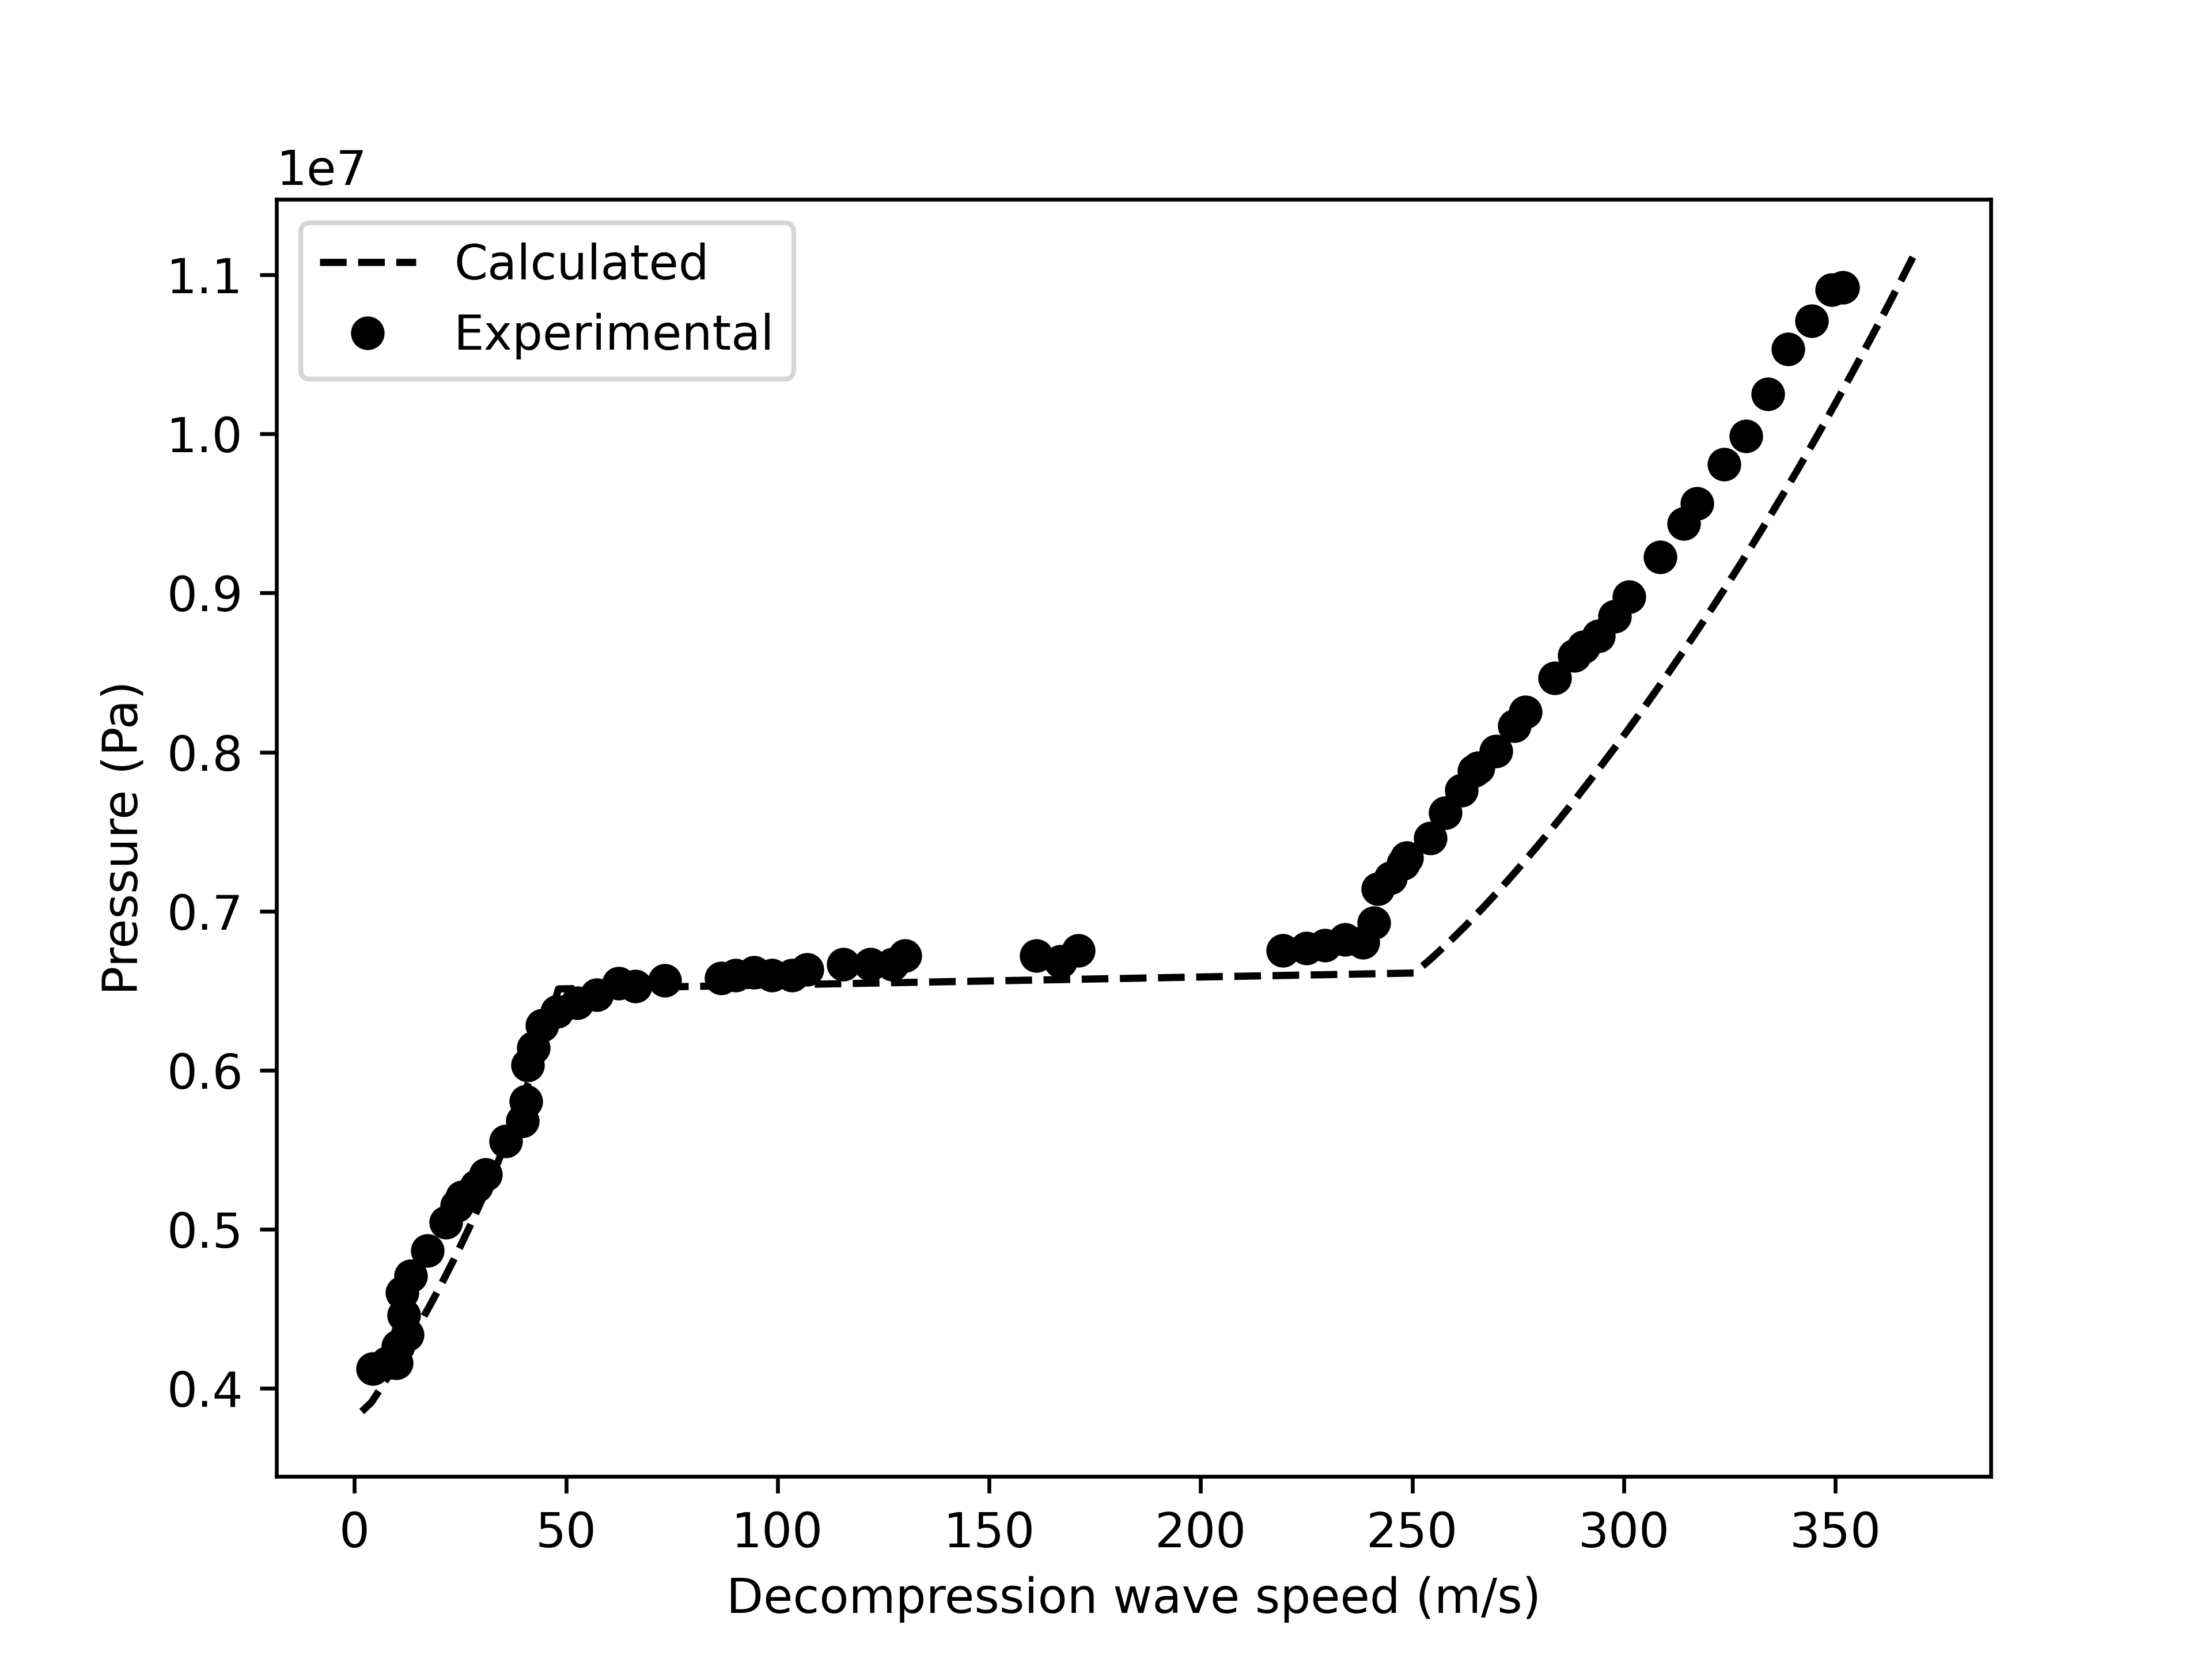 1e7
Calculated
Experimental
1.1
1.0
0.9
0.8
0.7
0.6
0.5
0.4
Pressure (Pa)
0 50 100 150 200 250 300 350
Decompression wave speed (m/s)